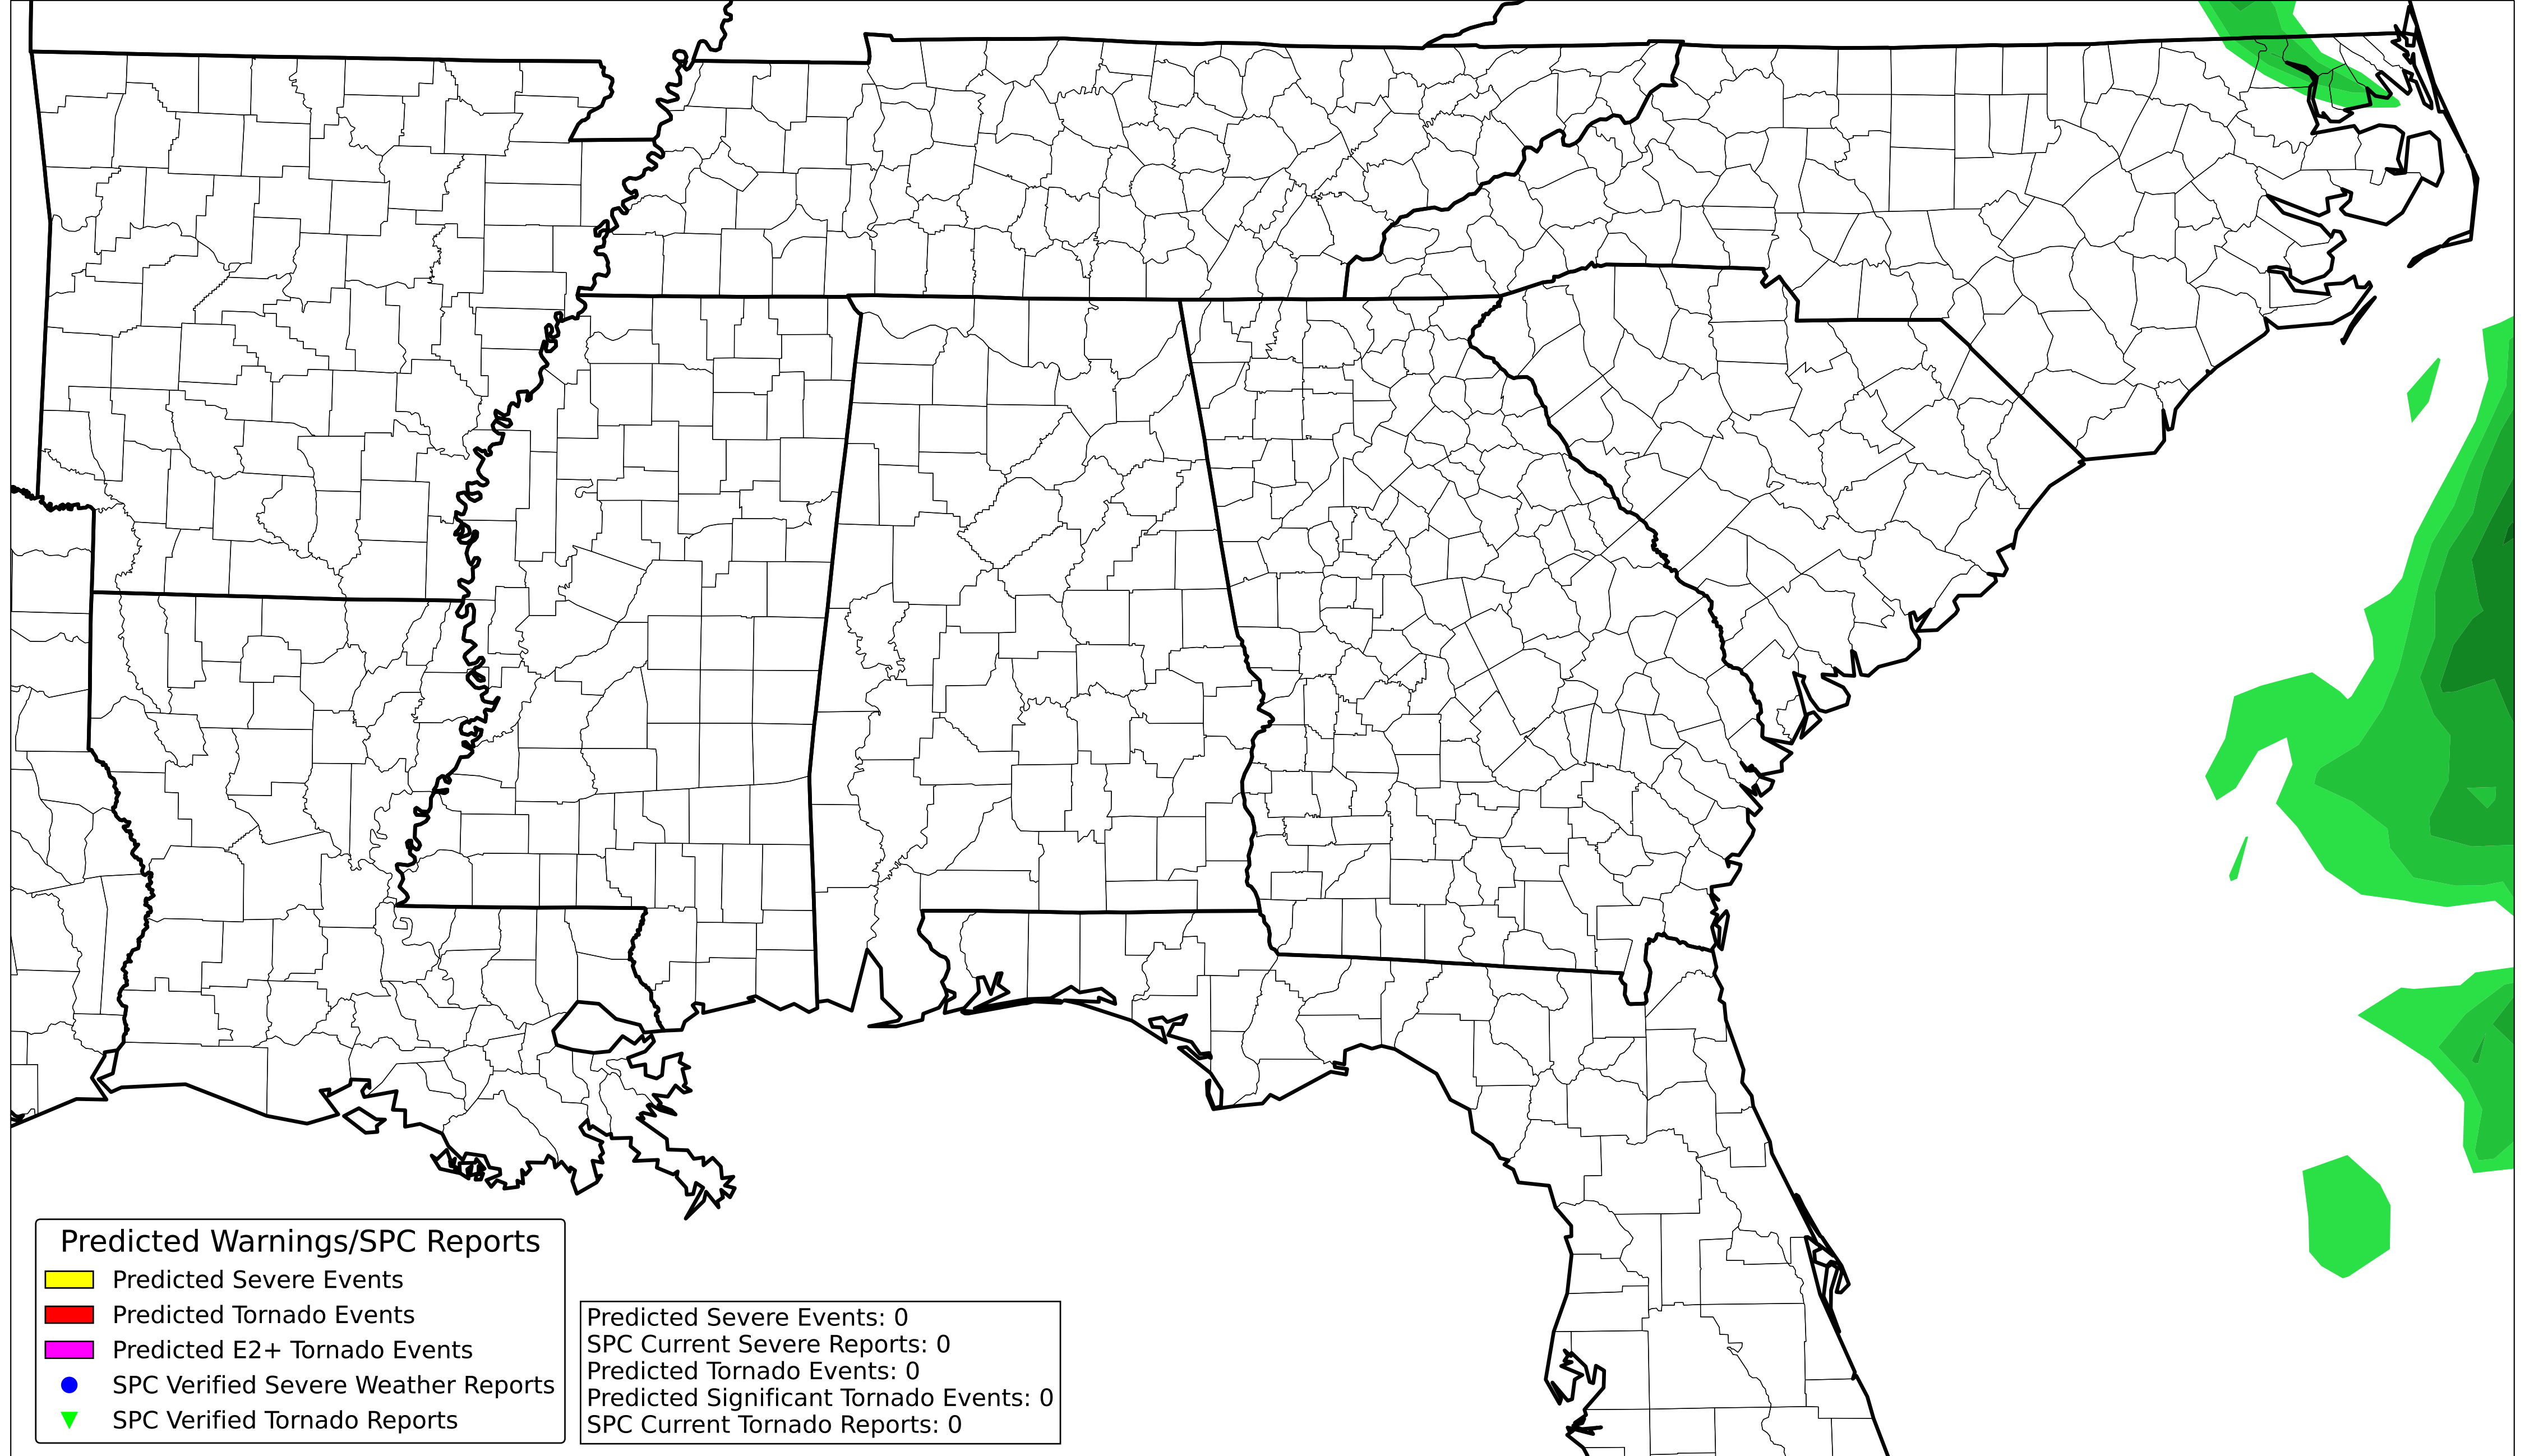 Predicted Warnings/SPC Reports
Predicted Severe Events
Predicted Tornado Events
Predicted E2+ Tornado Events
SPC Verified Severe Weather Reports
SPC Verified Tornado Reports
Predicted Severe Events: 0
SPC Current Severe Reports: 0
Predicted Tornado Events: 0
Predicted Significant Tornado Events: 0
SPC Current Tornado Reports: 0